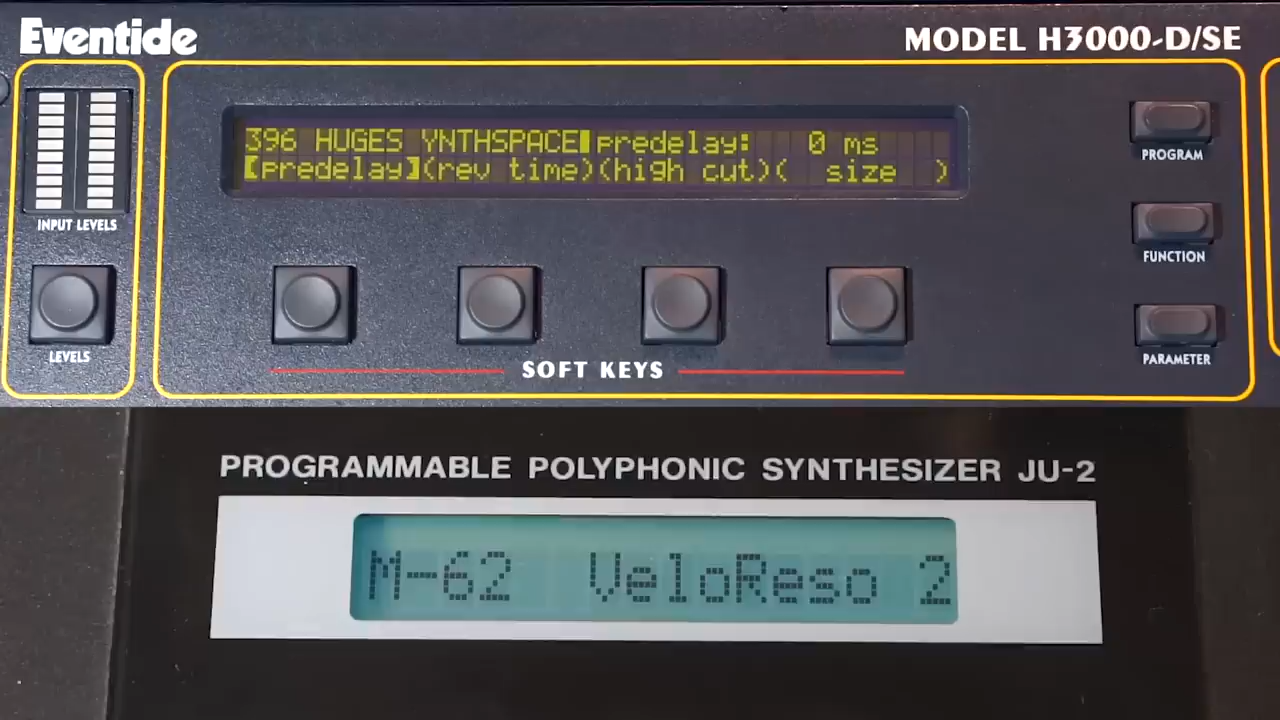 Eventide
MODEL H3000-D/SE
396 HUGES YNTHSPACE predelay: 0 ms
[predelay](rev time)(high cut)( size )
INPUT LEVELS
LEVELS
SOFT KEYS
PROGRAM
FUNCTION
PARAMETER
PROGRAMMABLE POLYPHONIC SYNTHESIZER JU-2
M-62 VeloReso 2